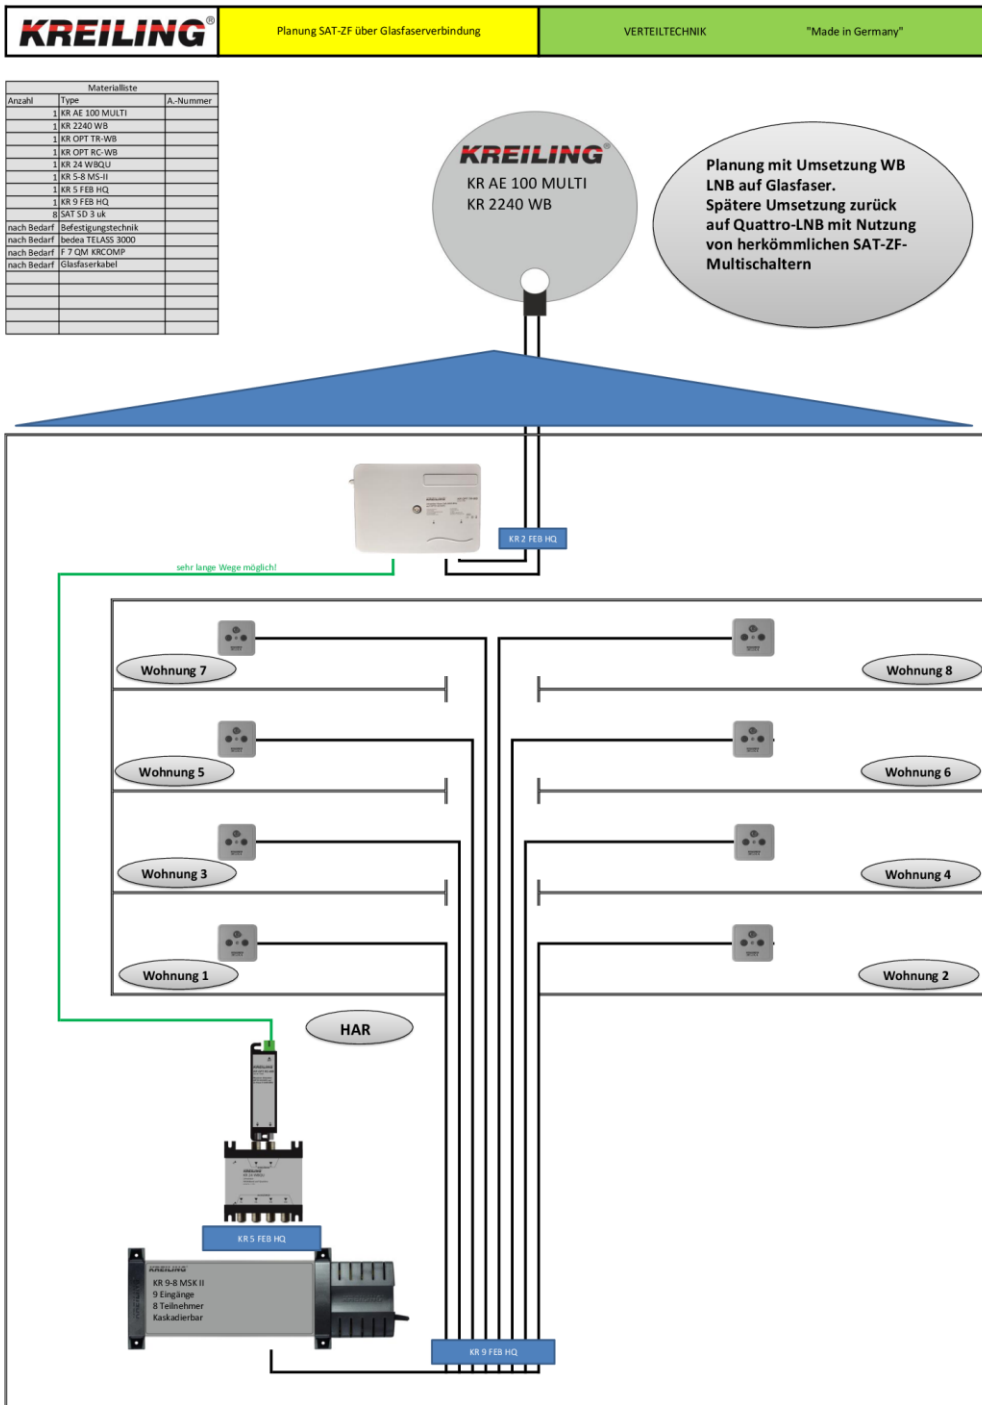 KREILING®
Planung SAT-ZF über Glasfaserverbindung
VERTEILTECHNIK
"Made in Germany"
Materialliste
Anzahl Type A.-Nummer
1 KR AE 100 MULTI
1 KR 2240 WB
1 KR OPT TR-WB
1 KR OPT RC-WB
1 KR 24 WBQU
1 KR 5-8 MS-II
1 KR 5 FEB HQ
1 KR 9 FEB HQ
8 SAT SD 3 uk
nach Bedarf Befestigungstechnik
nach Bedarf bedea TELASS 3000
nach Bedarf F 7 QM KRCOMP
nach Bedarf Glasfaserkabel
KREILING®
KR AE 100 MULTI
KR 2240 WB
Planung mit Umsetzung WB
LNB auf Glasfaser.
Spätere Umsetzung zurück
auf Quattro-LNB mit Nutzung
von herkömmlichen SAT-ZF-
Multischaltern
KREILING
KR 2 FEB HQ
sehr lange Wege möglich!
Wohnung 7
Wohnung 8
Wohnung 5
Wohnung 6
Wohnung 3
Wohnung 4
Wohnung 1
Wohnung 2
HAR
KREILING
KREILING
KR 5 FEB HQ
KREILING
KR 9-8 MSK II
9 Eingänge
8 Teilnehmer
Kaskadierbar
KR 9 FEB HQ